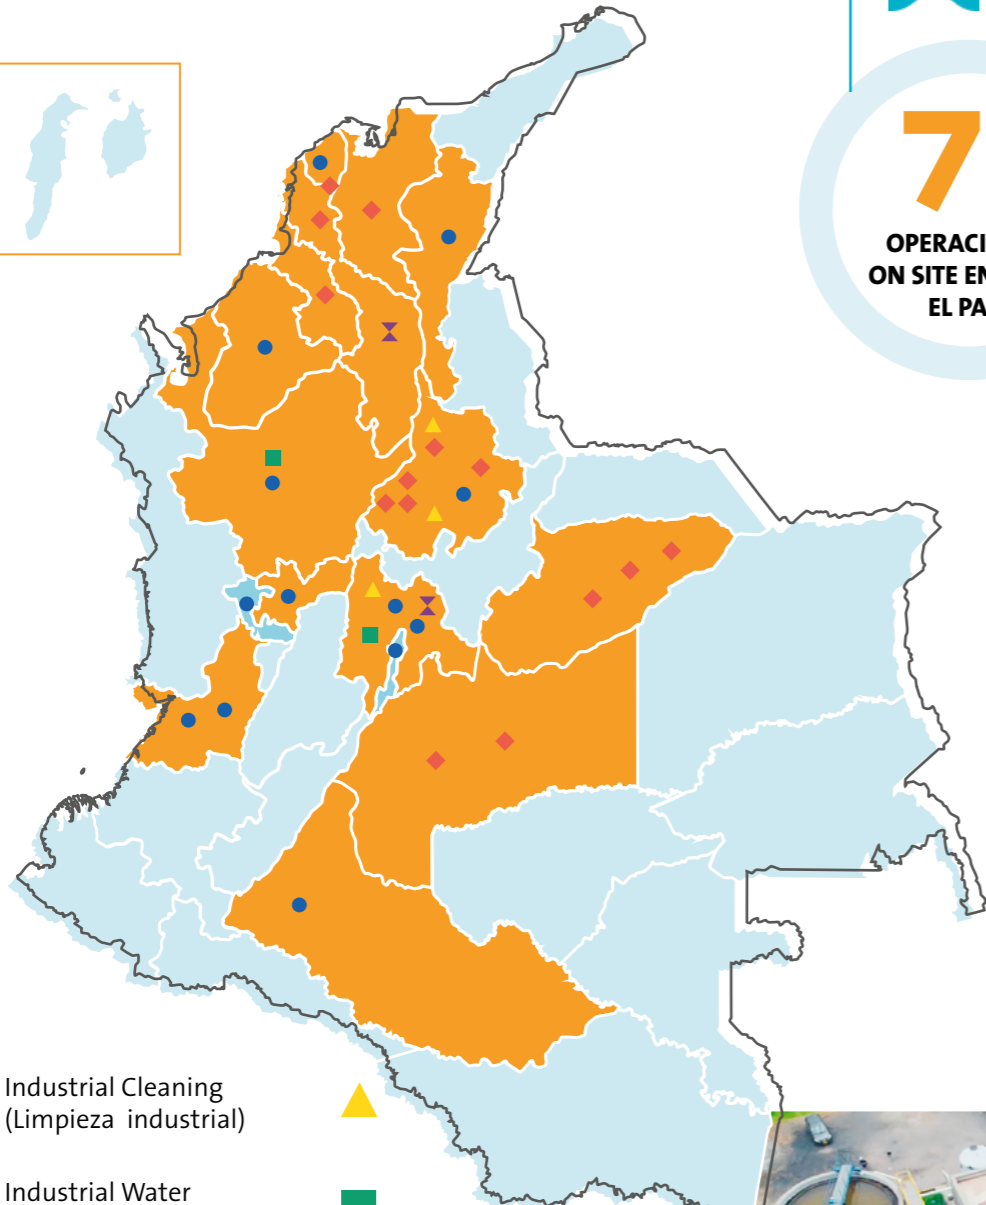 7
OPERACI
ON SITE EN
EL PA
Industrial Cleaning
(Limpieza industrial)
Industrial Water